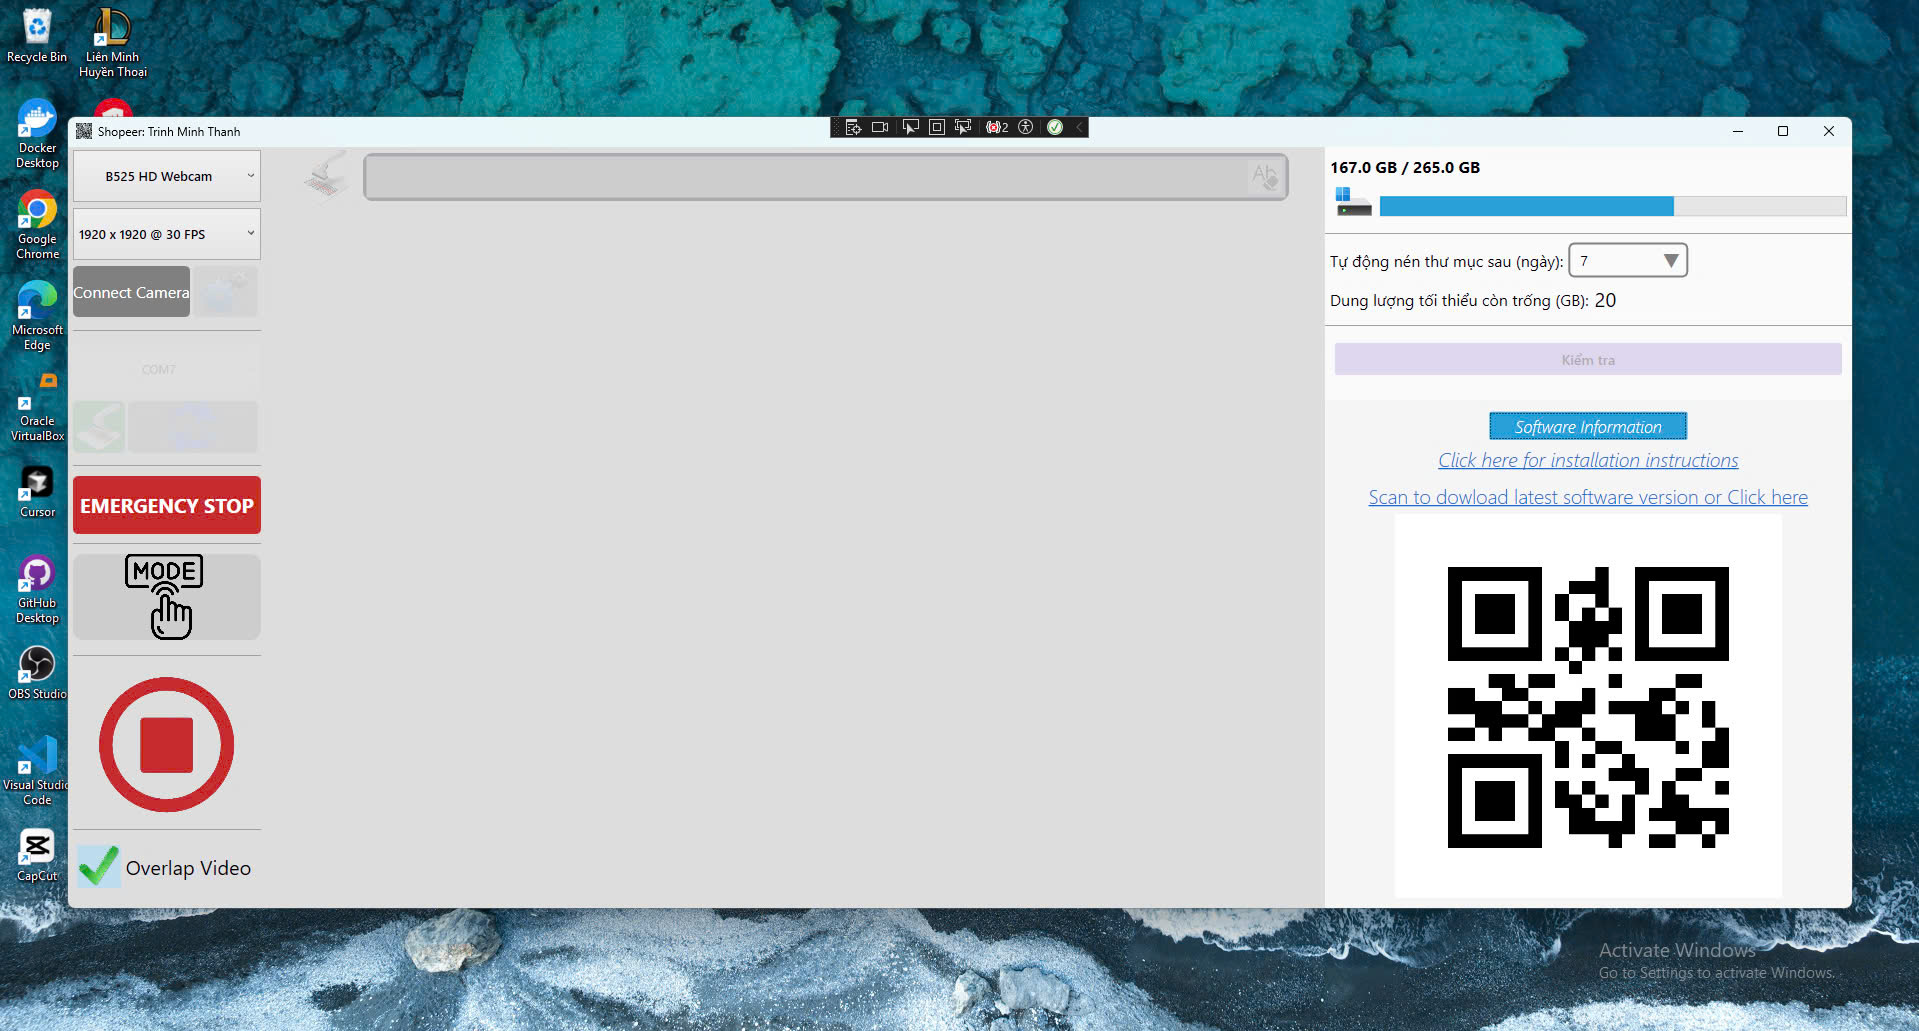 Recycle Bin
Liên Minh
Huyền Thoại
Docker
Desktop
Google
Chrome
Microsoft
Edge
Oracle
VirtualBox
Cursor
GitHub
Desktop
OBS Studio
Visual Studio
Code
CapCut
Shopeer: Trinh Minh Thanh
2
B525 HD Webcam
1920 x 1920 @ 30 FPS
Connect Camera
COM7
EMERGENCY STOP
MODE
Overlap Video
Ab
167.0 GB / 265.0 GB
Tự động nén thư mục sau (ngày): 7
Dung lượng tối thiểu còn trống (GB): 20
Kiểm tra
Software Information
Click here for installation instructions
Scan to dowload latest software version or Click here
Activate Windows
Go to Settings to activate Windows.